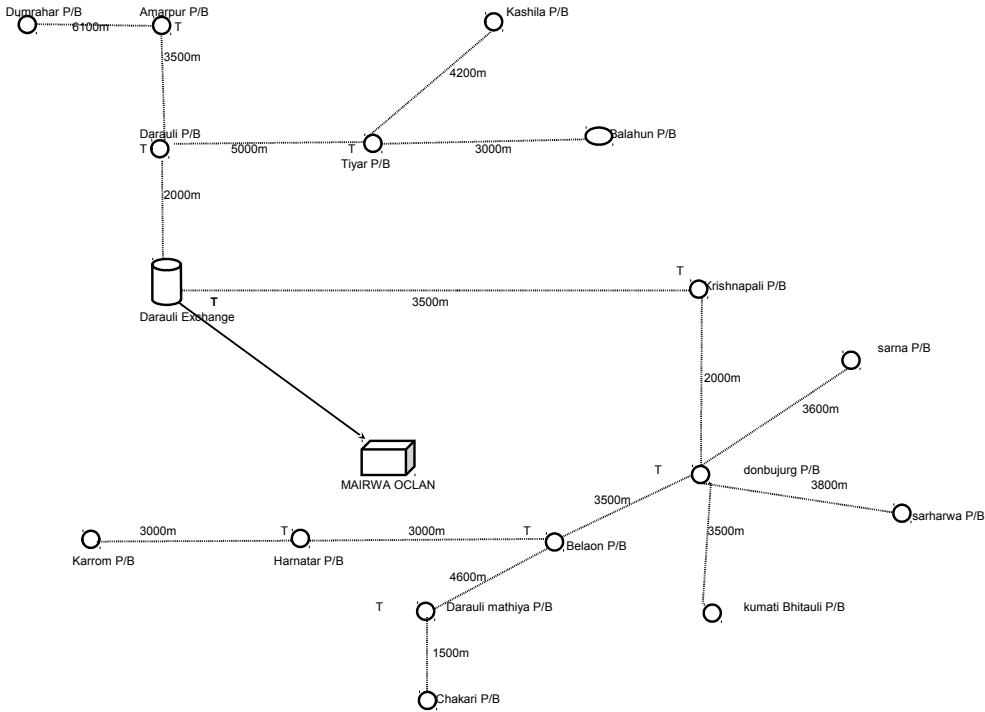 Dumrahar P/B
Amarpur P/B
Kashila P/B
6100m
T
3500m
4200m
Darauli P/B
T
5000m
T
3000m
Balahun P/B
Tiyar P/B
2000m
T
Krishnapali P/B
T
3500m
Darauli Exchange
sarna P/B
2000m
3600m
T
donbujurg P/B
MAIRWA OCLAN
3800m
3500m
sarharwa P/B
3000m
T
3000m
T
3500m
Belaon P/B
Karrom P/B
Harnatar P/B
4600m
T
Darauli mathiya P/B
kumati Bhitauli P/B
1500m
Chakari P/B